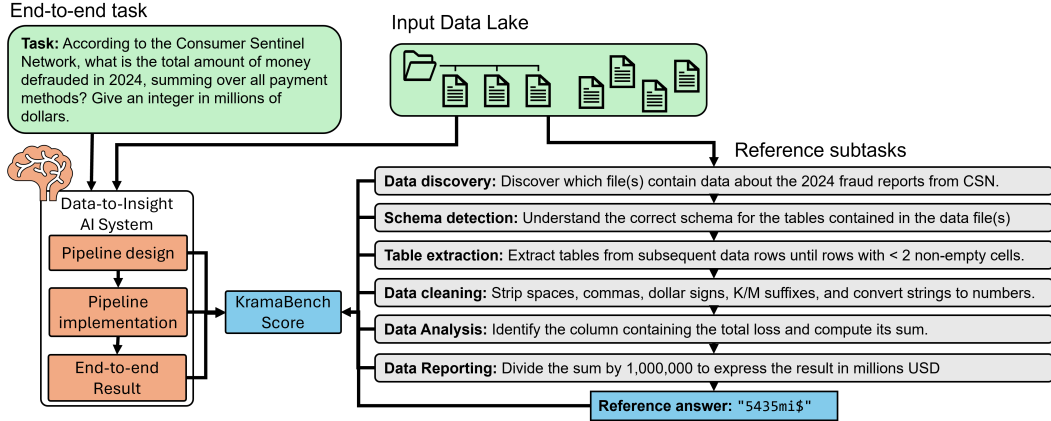 End-to-end task
Task: According to the Consumer Sentinel
Network, what is the total amount of money
defrauded in 2024, summing over all payment
methods? Give an integer in millions of
dollars.
Input Data Lake
Data-to-Insight
AI System
Pipeline design
Pipeline
implementation
End-to-end
Result
KramaBench
Score
Reference subtasks
Data discovery: Discover which file(s) contain data about the 2024 fraud reports from CSN.
Schema detection: Understand the correct schema for the tables contained in the data file(s)
Table extraction: Extract tables from subsequent data rows until rows with < 2 non-empty cells.
Data cleaning: Strip spaces, commas, dollar signs, K/M suffixes, and convert strings to numbers.
Data Analysis: Identify the column containing the total loss and compute its sum.
Data Reporting: Divide the sum by 1,000,000 to express the result in millions USD
Reference answer: "5435mi$"